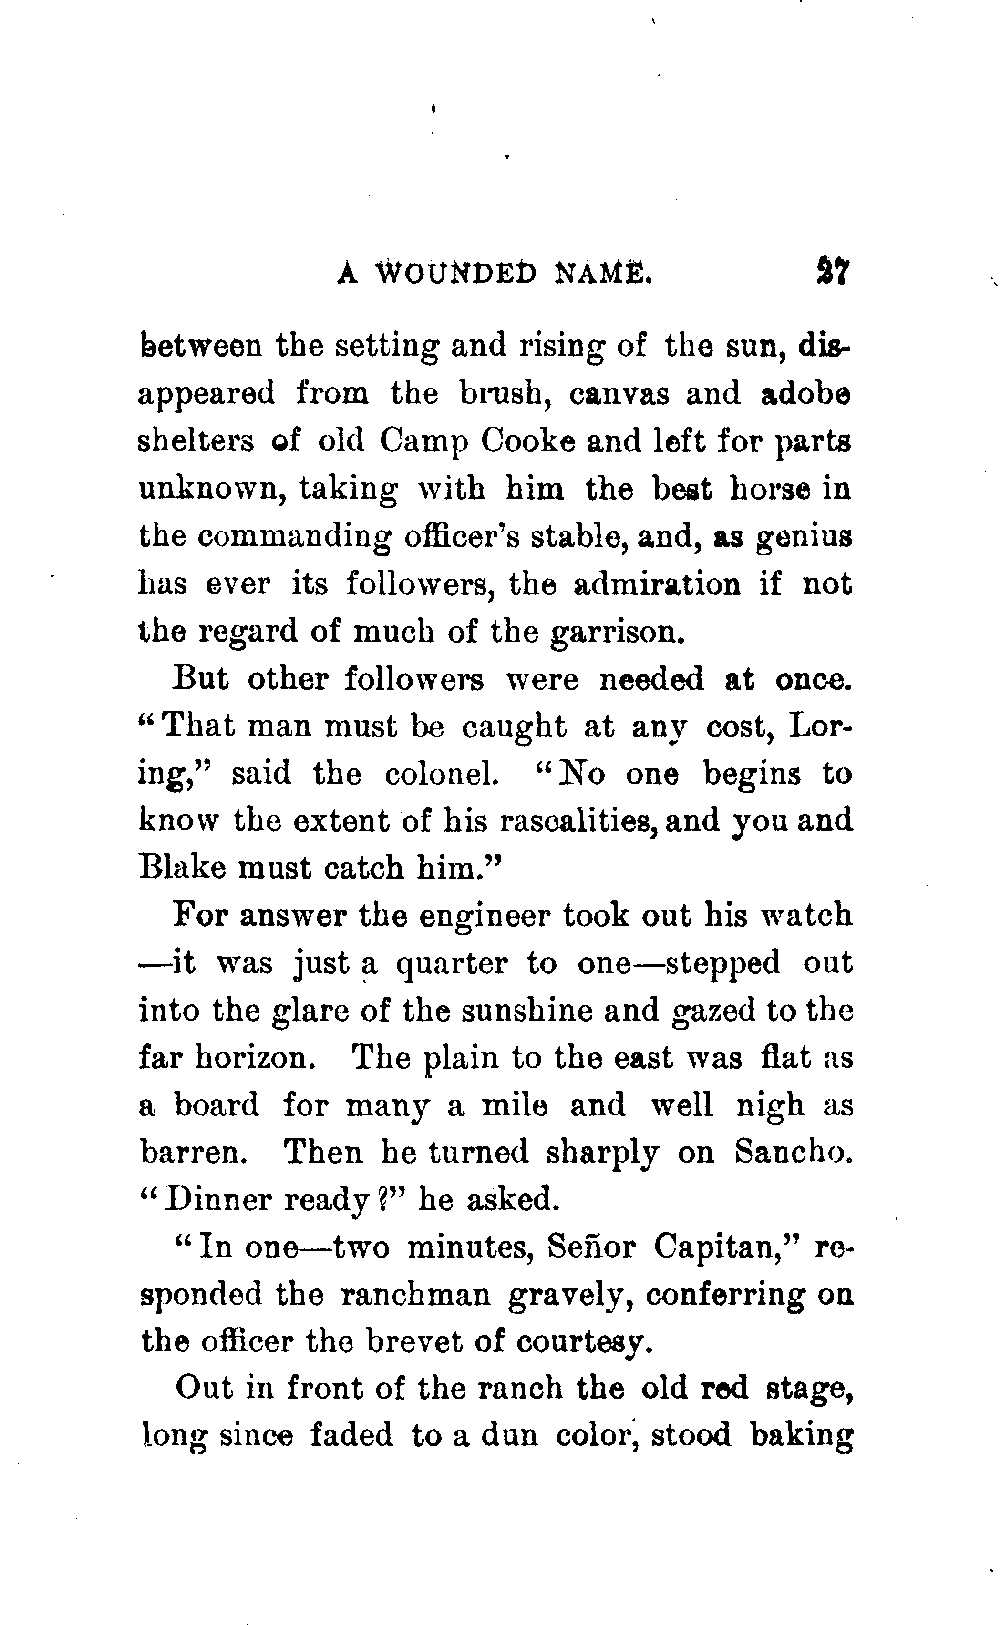 A WOUNDED NAME. 27
between the setting and rising of the sun, dis-
appeared from the brush, canvas and adobe
shelters of old Camp Cooke and left for parts
unknown, taking with him the best horse in
the commanding officer's stable, and, as genius
has ever its followers, the admiration if not
the regard of much of the garrison.
But other followers were needed at once.
“That man must be caught at any cost, Lor-
ing,” said the colonel. “No one begins to
know the extent of his rascalities, and you and
Blake must catch him.”
For answer the engineer took out his watch
—it was just a quarter to one—stepped out
into the glare of the sunshine and gazed to the
far horizon. The plain to the east was flat as
a board for many a mile and well nigh as
barren. Then he turned sharply on Sancho.
“Dinner ready?” he asked.
“In one—two minutes, Señor Capitan,” re-
sponded the ranchman gravely, conferring on
the officer the brevet of courtesy.
Out in front of the ranch the old red stage,
long since faded to a dun color, stood baking